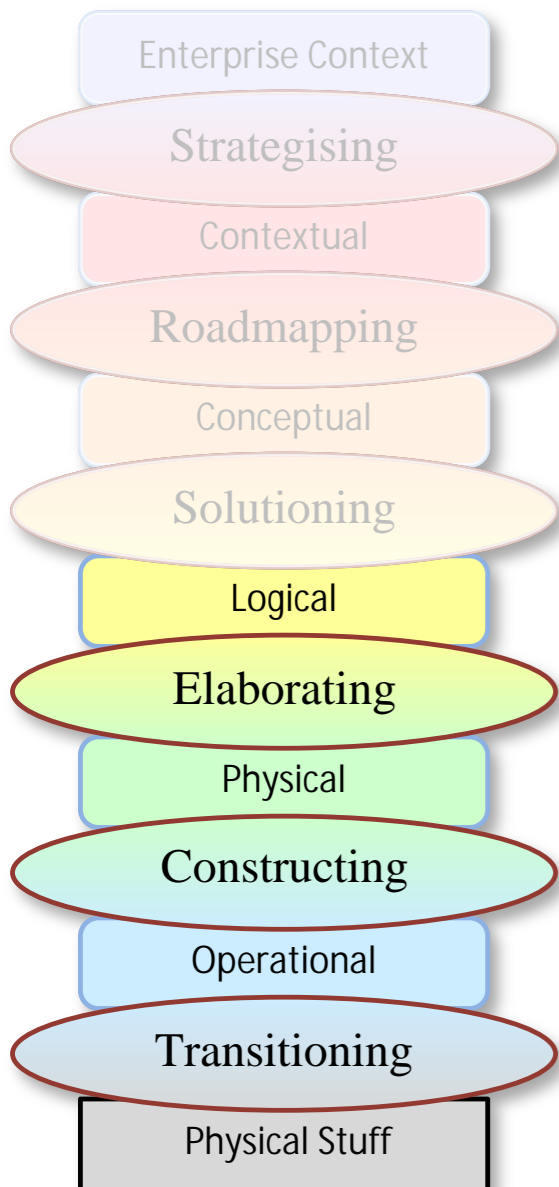 Enterprise Context
Strategising
Contextual
Roadmapping
Conceptual
Solutioning
Logical
Elaborating
Physical
Constructing
Operational
Transitioning
Physical Stuff